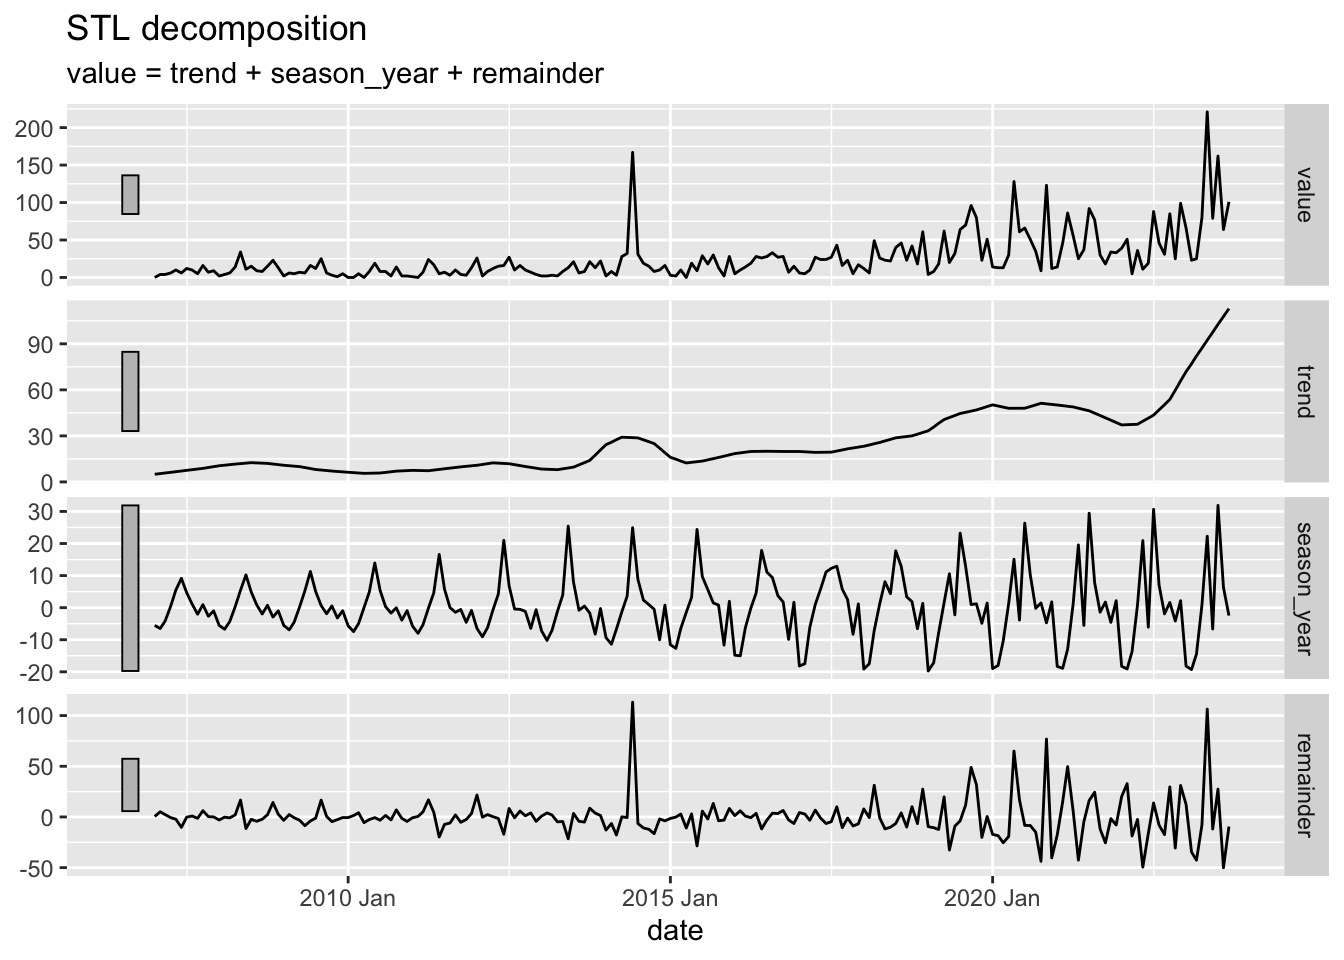 STL decomposition
value = trend + season_year + remainder
200
150
100
50
0
value
90
60
30
0
trend
30
20
10
0
-10
-20
season_year
100
50
0
-50
remainder
2010 Jan
2015 Jan
2020 Jan
date